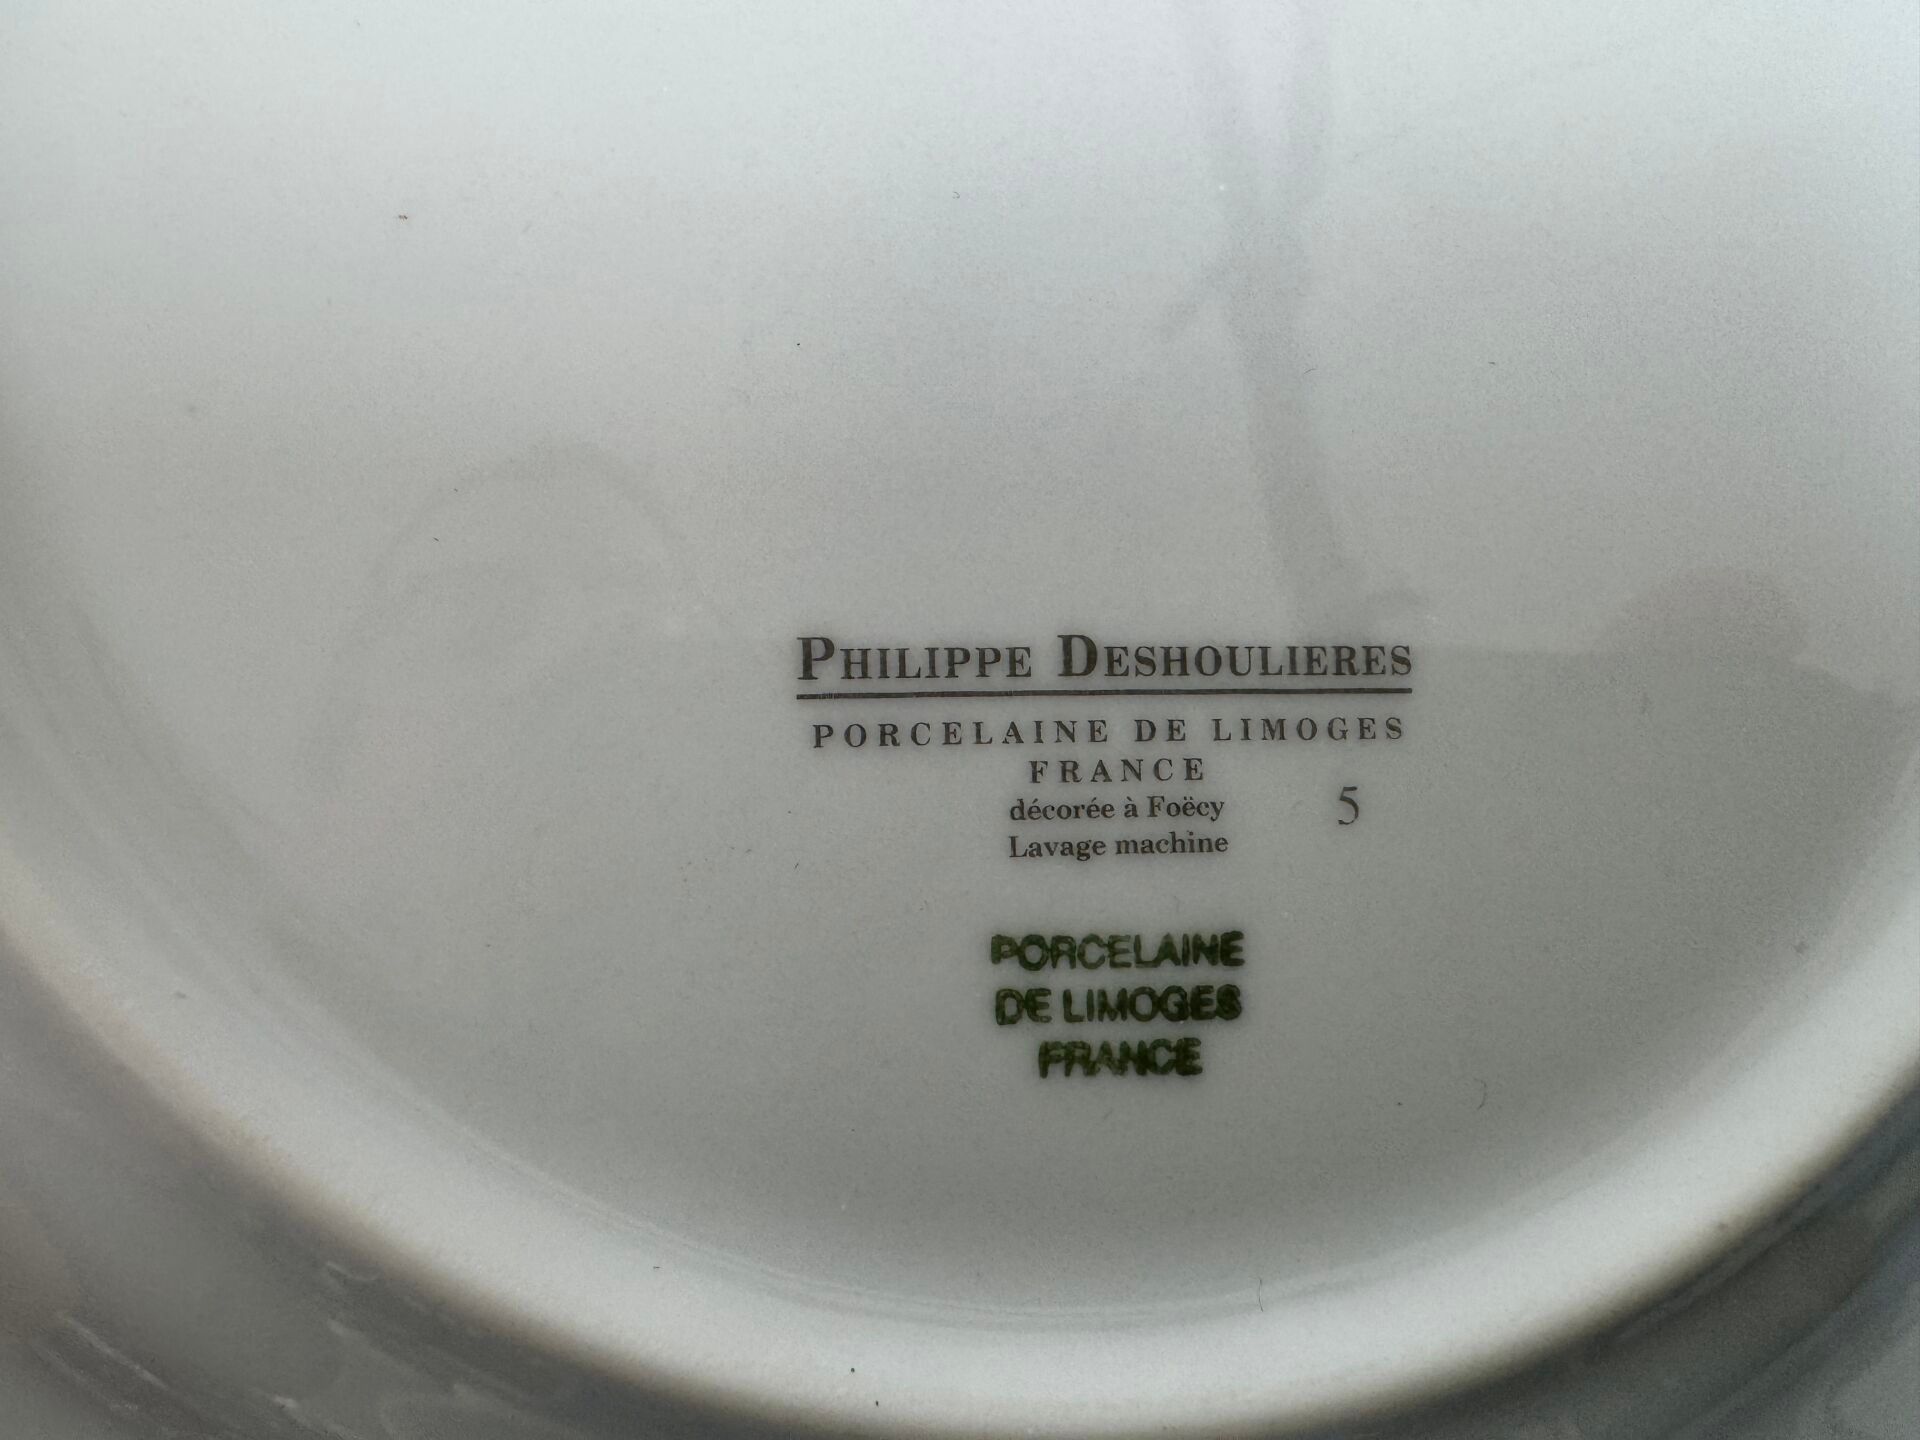 PHILIPPE DESHOULIERES
PORCELAINE DE LIMOGES
FRANCE
décorée à Foëcy
5
Lavage machine
PORCELAINE
DE LIMOGES
FRANCE